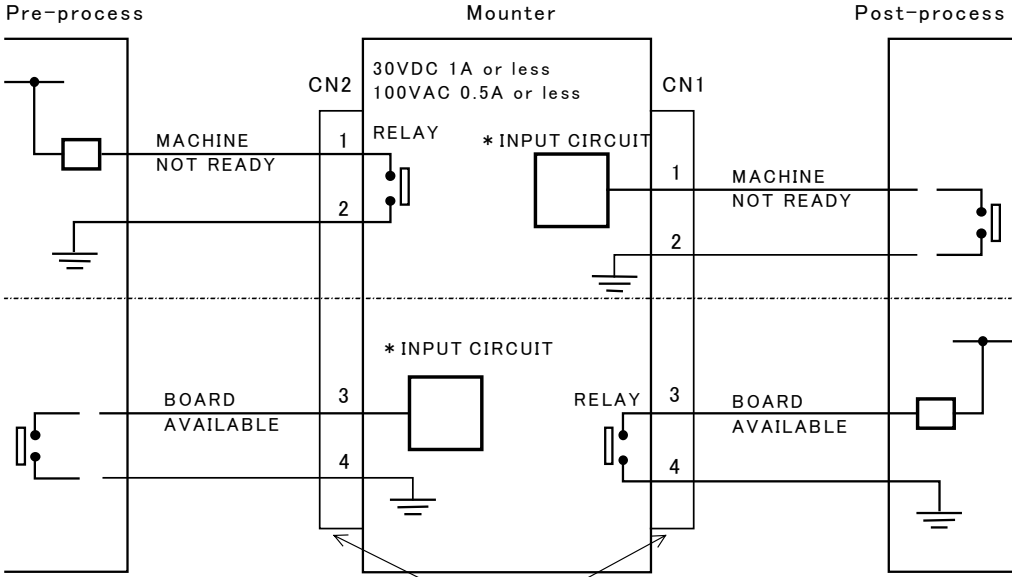 Pre-process
Mounter
Post-process
30VDC 1A or less
100VAC 0.5A or less
CN2
CN1
RELAY
* INPUT CIRCUIT
1
MACHINE
NOT READY
2
1
MACHINE
NOT READY
2
* INPUT CIRCUIT
3
BOARD
AVAILABLE
4
RELAY
3
BOARD
AVAILABLE
4